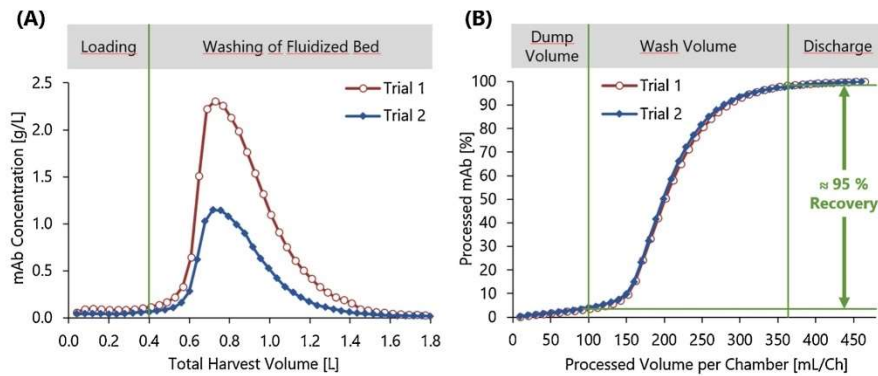 (A)
Loading
Washing of Fluidized Bed
mAb Concentration [g/L]
2.5
2.0
1.5
1.0
0.5
0.0
Trial 1
Trial 2
0.0 0.2 0.4 0.6 0.8 1.0 1.2 1.4 1.6 1.8
Total Harvest Volume [L]
(B)
Dump
Volume
Wash Volume
Discharge
Processed mAb [%]
100
90
80
70
60
50
40
30
20
10
0
Trial 1
Trial 2
≈ 95 %
Recovery
0 50 100 150 200 250 300 350 400 450
Processed Volume per Chamber [mL/Ch]